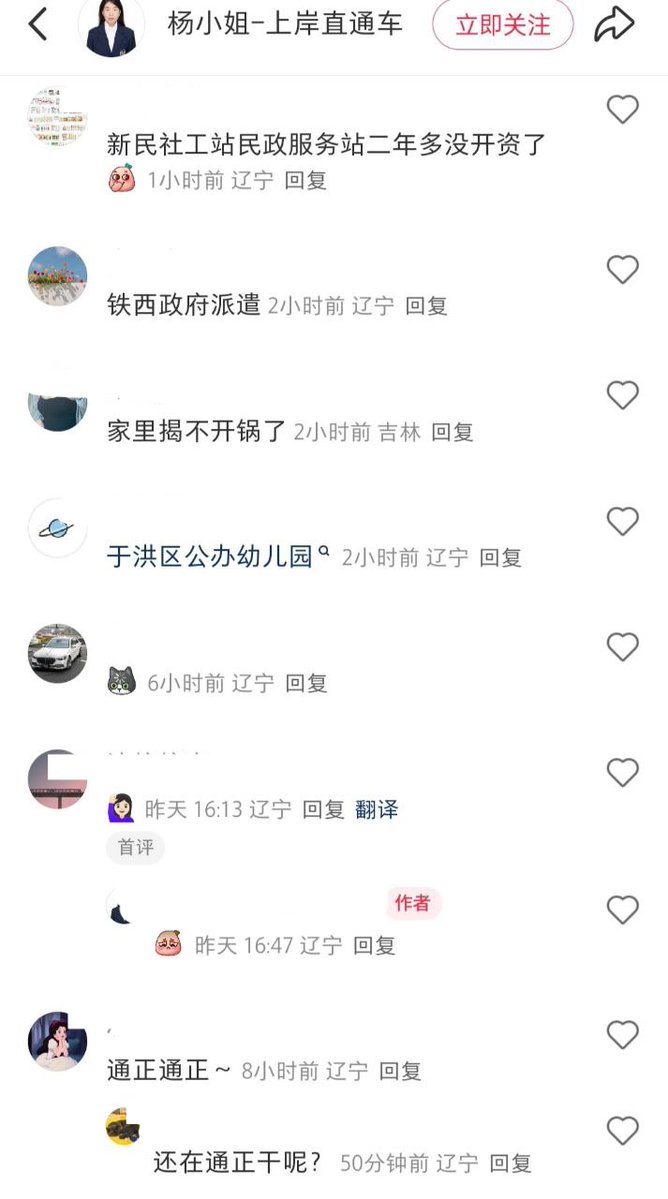 杨小姐-上岸直通车
立即关注
新民社工站民政服务站二年多没开资了
1小时前 辽宁 回复
铁西政府派遣 2小时前 辽宁 回复
家里揭不开锅了 2小时前 吉林 回复
于洪区公办幼儿园 2小时前 辽宁 回复
6小时前 辽宁 回复
昨天 16:13 辽宁 回复 翻译
首评
作者
昨天 16:47 辽宁 回复
通正通正~ 8小时前 辽宁 回复
还在通正干呢? 50分钟前 辽宁 回复